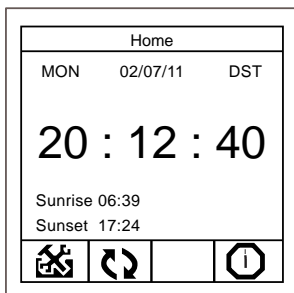 Home
MON 02/07/11 DST
20 : 12 : 40
Sunrise 06:39
Sunset 17:24
i